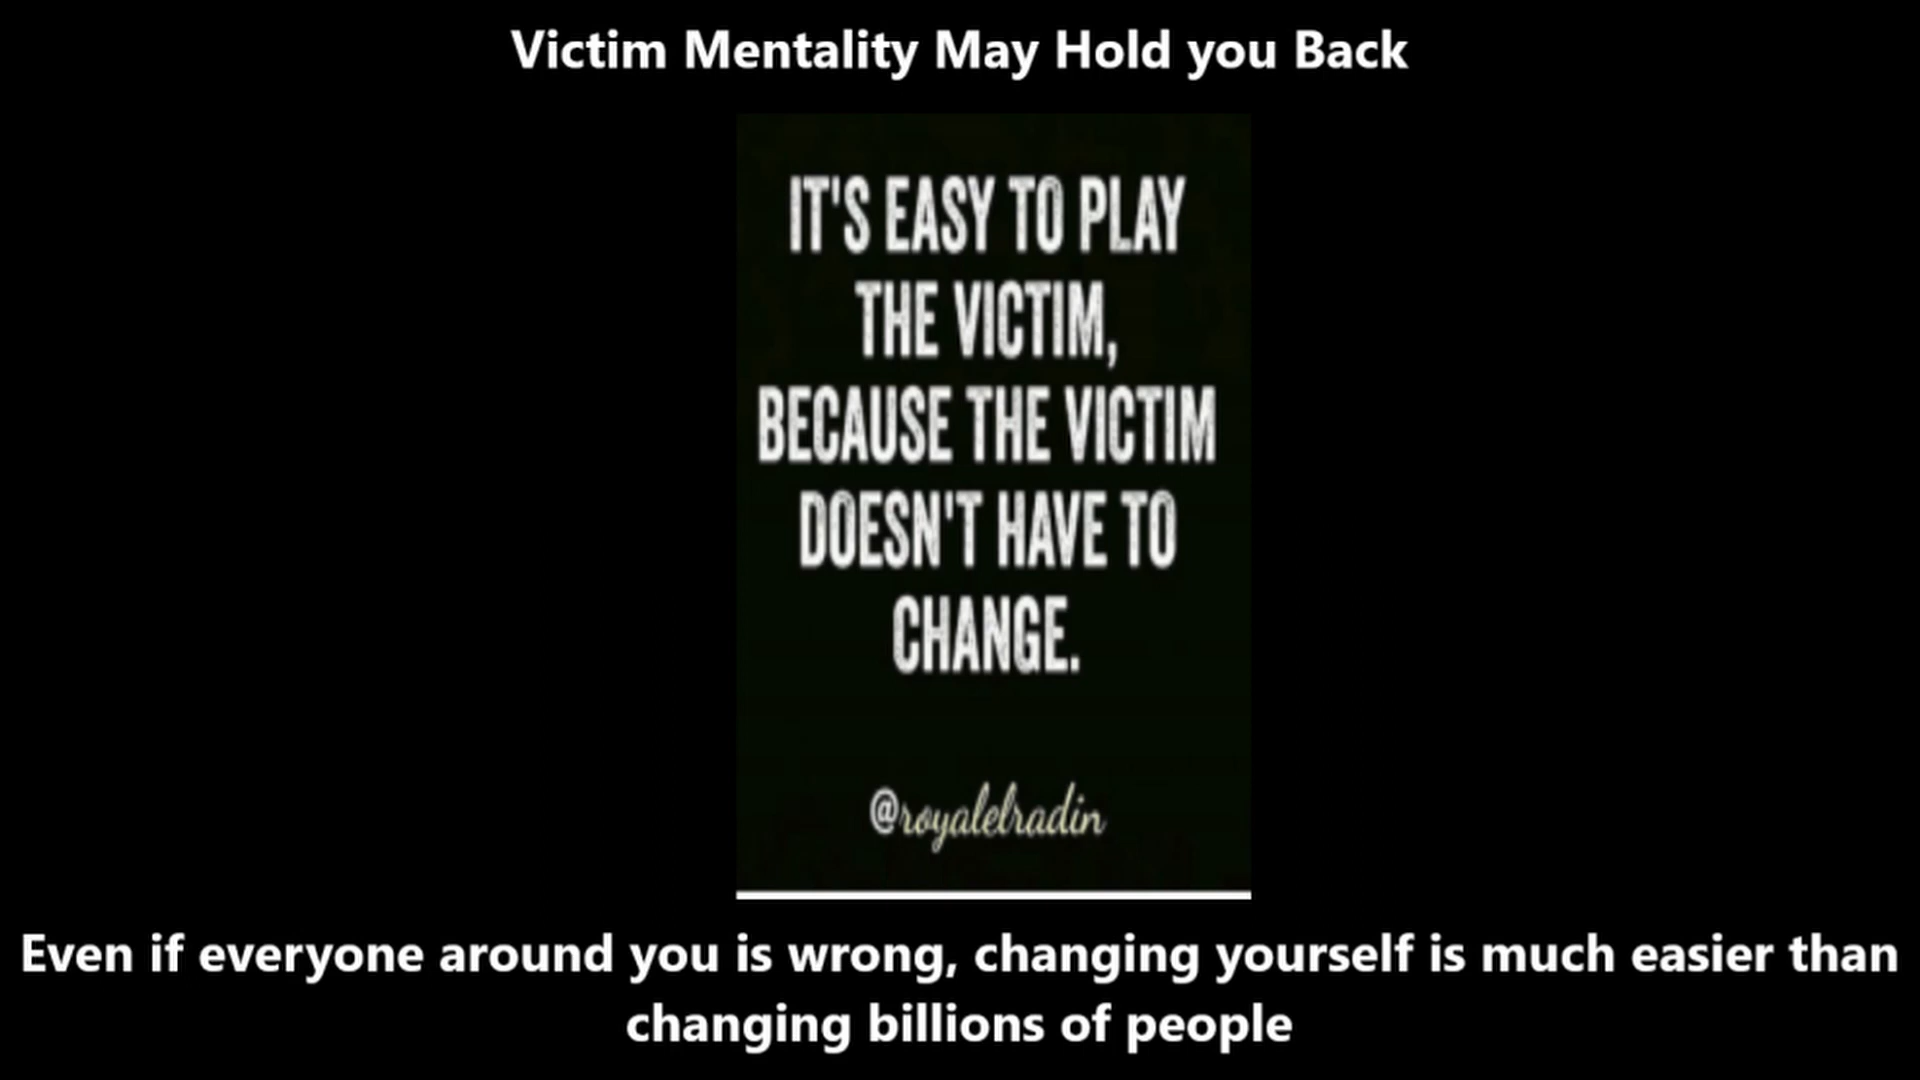 Victim Mentality May Hold you Back
IT'S EASY TO PLAY
THE VICTIM,
BECAUSE THE VICTIM
DOESN'T HAVE TO
CHANGE.
@royalelradin
Even if everyone around you is wrong, changing yourself is much easier than
changing billions of people